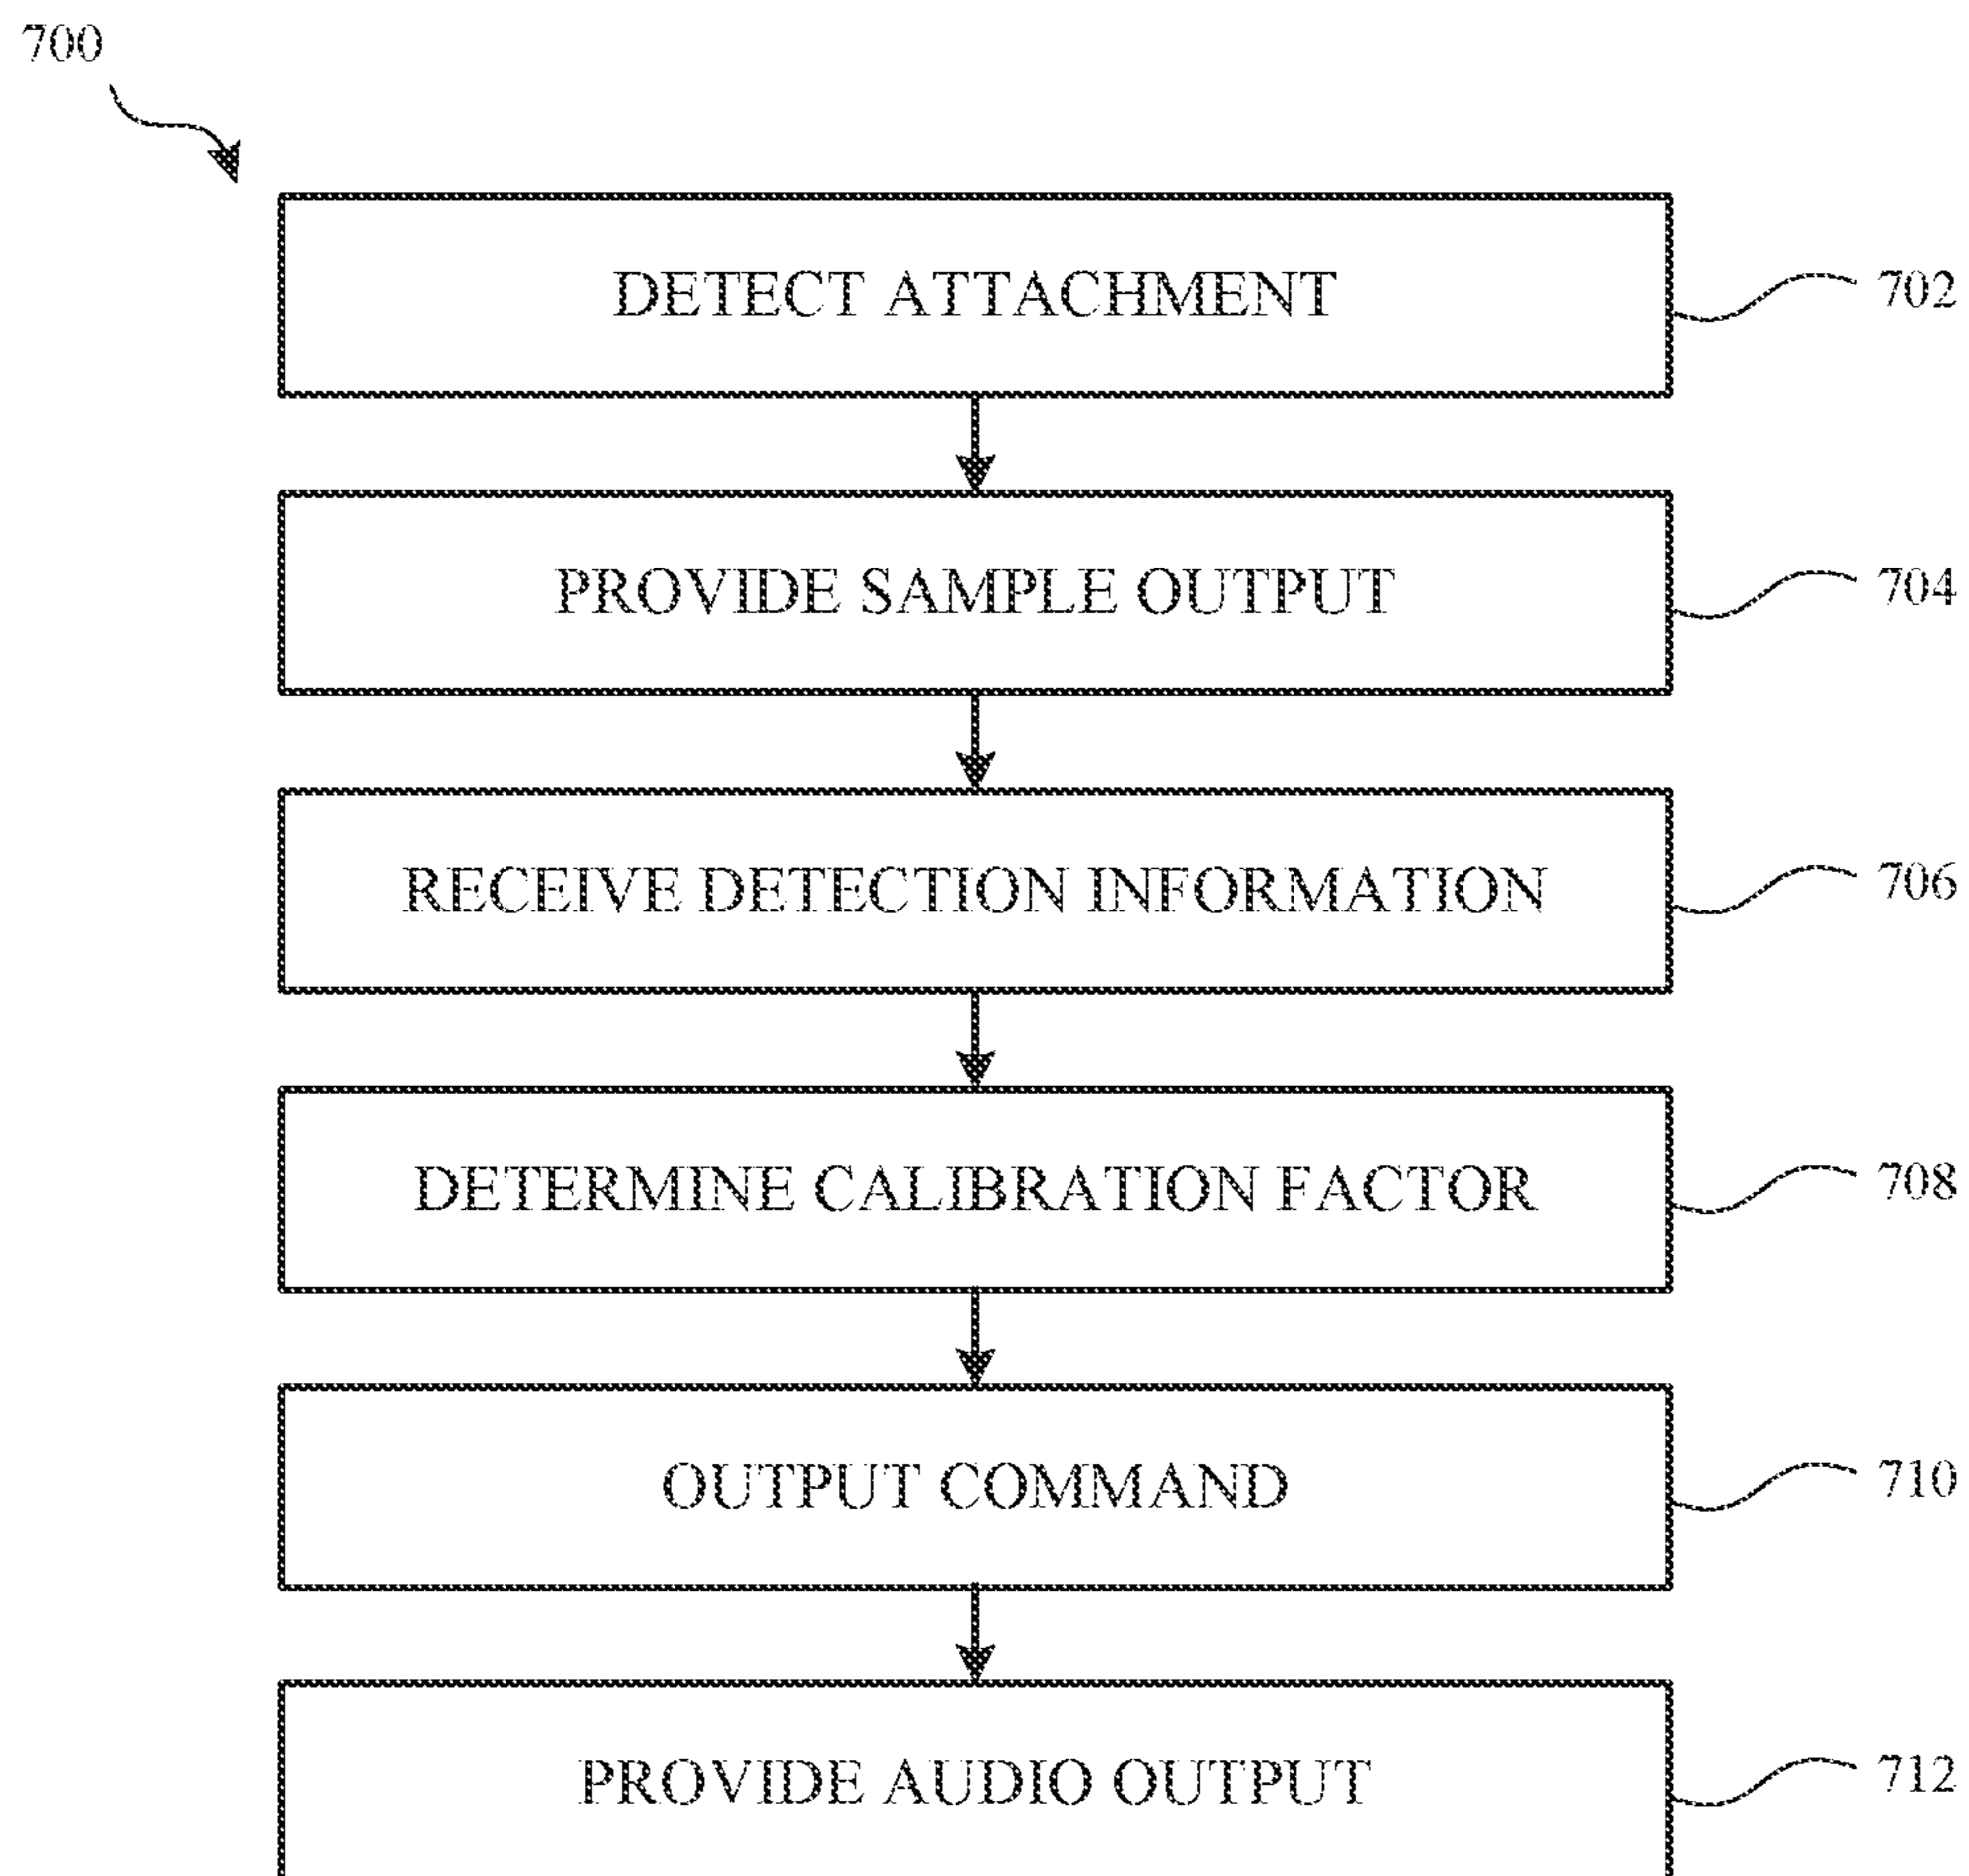 700
DETECT ATTACHMENT
702
PROVIDE SAMPLE OUTPUT
704
RECEIVE DETECTION INFORMATION
706
DETERMINE CALIBRATION FACTOR
708
OUTPUT COMMAND
710
PROVIDE AUDIO OUTPUT
712